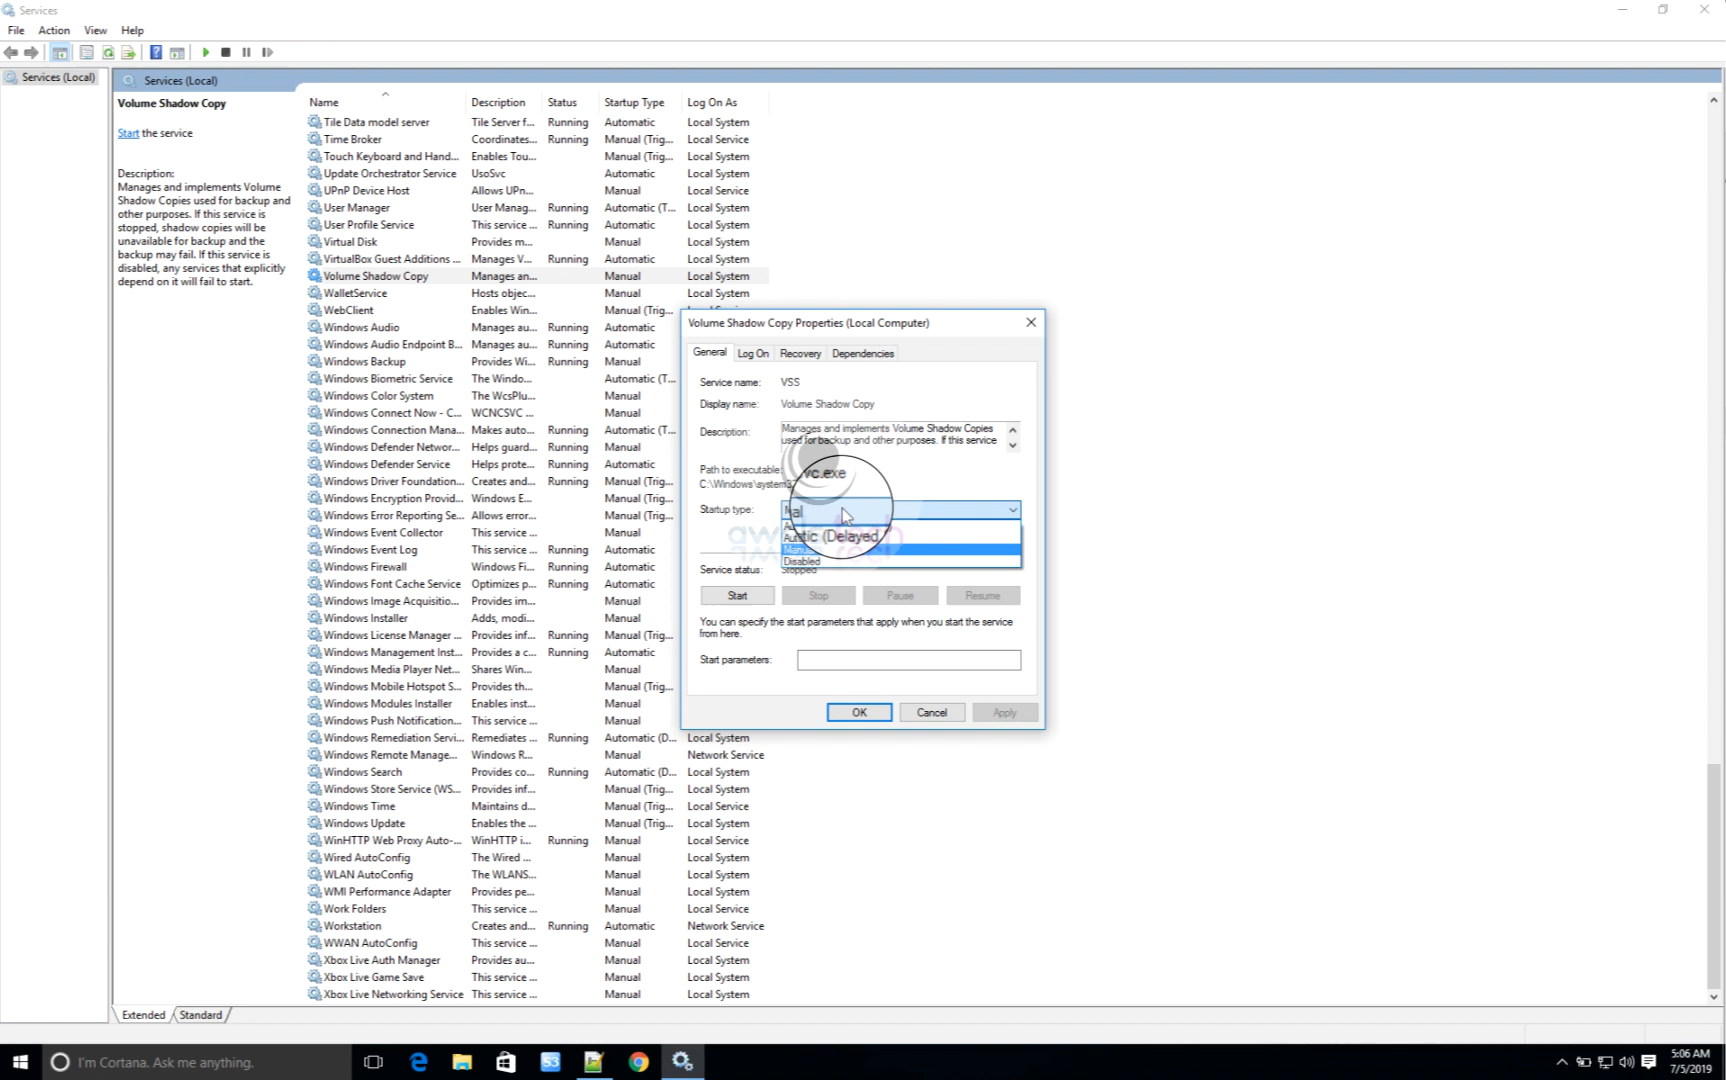 Services
File Action View Help
Services (Local)
Services (Local)
Volume Shadow Copy
Start the service
Description:
Manages and implements Volume
Shadow Copies used for backup and
other purposes. If this service is
stopped, shadow copies will be
unavailable for backup and the
backup may fail. If this service is
disabled, any services that explicitly
depend on it will fail to start.
Name Description Status Startup Type Log On As
Tile Data model server Tile Server f... Running Automatic Local System
Time Broker Coordinates... Running Manual (Trig... Local Service
Touch Keyboard and Hand... Enables Tou... Manual (Trig... Local System
Update Orchestrator Service UsoSvc Automatic Local System
UPnP Device Host Allows UPn... Manual Local Service
User Manager User Manag... Running Automatic (T... Local System
User Profile Service This service ... Running Automatic Local System
Virtual Disk Provides m... Manual Local System
VirtualBox Guest Additions ... Manages V... Running Automatic Local System
Volume Shadow Copy Manages an... Manual Local System
WalletService Hosts objec... Manual Local System
WebClient Enables Win... Manual (Trig...
Windows Audio Manages au... Running Automatic
Windows Audio Endpoint B... Manages au... Running Automatic
Windows Backup Provides Wi... Running Manual
Windows Biometric Service The Windo... Automatic (T...
Windows Color System The WcsPlu... Manual
Windows Connect Now - C... WCNCSVC ... Manual
Windows Connection Mana... Makes auto... Running Automatic (T...
Windows Defender Networ... Helps guard... Running Manual
Windows Defender Service Helps prote... Running Automatic
Windows Driver Foundation... Creates and... Running Manual (Trig...
Windows Encryption Provid... Windows E... Manual (Trig...
Windows Error Reporting Se... Allows error... Manual (Trig...
Windows Event Collector This service ... Manual
Windows Event Log This service ... Running Automatic
Windows Firewall Windows Fi... Running Automatic
Windows Font Cache Service Optimizes p... Running Automatic
Windows Image Acquisitio... Provides im... Manual
Windows Installer Adds, modi... Manual
Windows License Manager ... Provides inf... Running Manual (Trig...
Windows Management Inst... Provides a c... Running Automatic
Windows Media Player Net... Shares Win... Manual
Windows Mobile Hotspot S... Provides th... Manual (Trig...
Windows Modules Installer Enables inst... Manual
Windows Push Notification... This service ... Manual
Windows Remediation Servi... Remediates ... Running Automatic (D... Local System
Windows Remote Manage... Windows R... Manual Network Service
Windows Search Provides co... Running Automatic (D... Local System
Windows Store Service (WS... Provides inf... Manual (Trig... Local System
Windows Time Maintains d... Manual (Trig... Local Service
Windows Update Enables the ... Manual (Trig... Local System
WinHTTP Web Proxy Auto-... WinHTTP i... Running Manual Local Service
Wired AutoConfig The Wired ... Manual Local System
WLAN AutoConfig The WLANS... Manual Local System
WMI Performance Adapter Provides pe... Manual Local System
Work Folders This service ... Manual Local Service
Workstation Creates and... Running Automatic Network Service
WWAN AutoConfig This service ... Manual Local Service
Xbox Live Auth Manager Provides au... Manual Local System
Xbox Live Game Save This service ... Manual Local System
Xbox Live Networking Service This service ... Manual Local System
Volume Shadow Copy Properties (Local Computer)
General Log On Recovery Dependencies
Service name: VSS
Display name: Volume Shadow Copy
Description: Manages and implements Volume Shadow Copies
used for backup and other purposes. If this service
Path to executable:
C:\Windows\system32 vc.exe
Startup type:
(Delayed
Disabled
Service status: Stopped
Start Stop Pause Resume
You can specify the start parameters that apply when you start the service
from here.
Start parameters:
OK Cancel Apply
Extended Standard
I'm Cortana. Ask me anything.
5:06 AM
7/5/2019